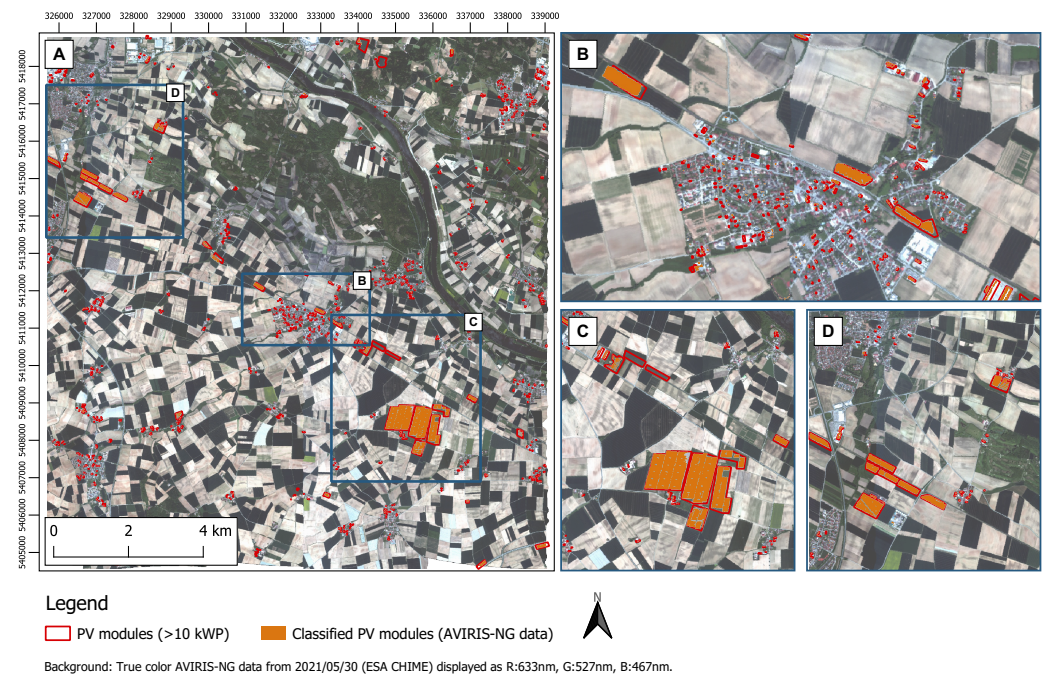 326000 327000 328000 329000 330000 331000 332000 333000 334000 335000 336000 337000 338000 339000
5418000
5417000
5416000
5415000
5414000
5413000
5412000
5411000
5410000
5409000
5408000
5407000
5406000
5405000
A
D
B
C
0 2 4 km
B
C
D
Legend
N
PV modules (>10 kWP) Classified PV modules (AVIRIS-NG data)
Background: True color AVIRIS-NG data from 2021/05/30 (ESA CHIME) displayed as R:633nm, G:527nm, B:467nm.